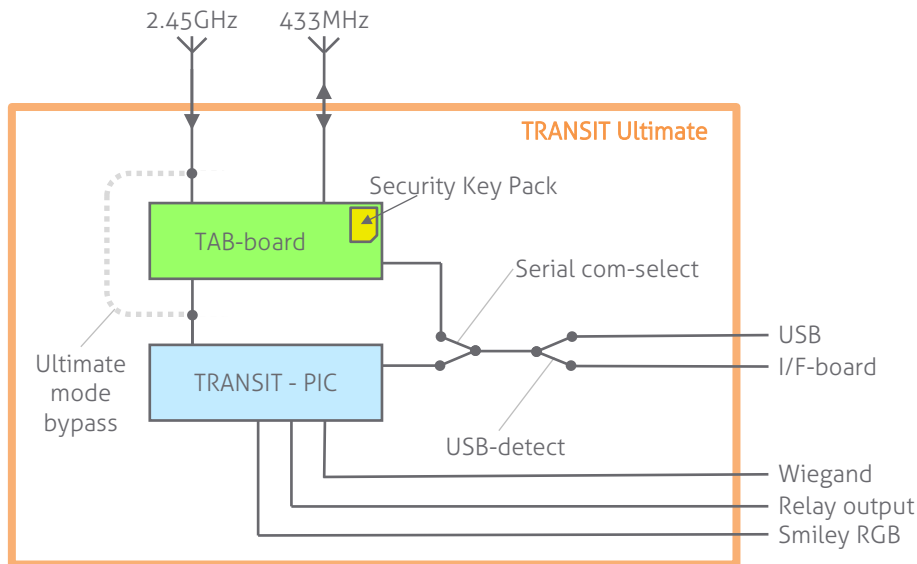 2.45GHz
433MHz
TRANSIT Ultimate
Security Key Pack
TAB-board
Serial com-select
USB
I/F-board
Ultimate
mode
bypass
TRANSIT - PIC
USB-detect
Wiegand
Relay output
Smiley RGB